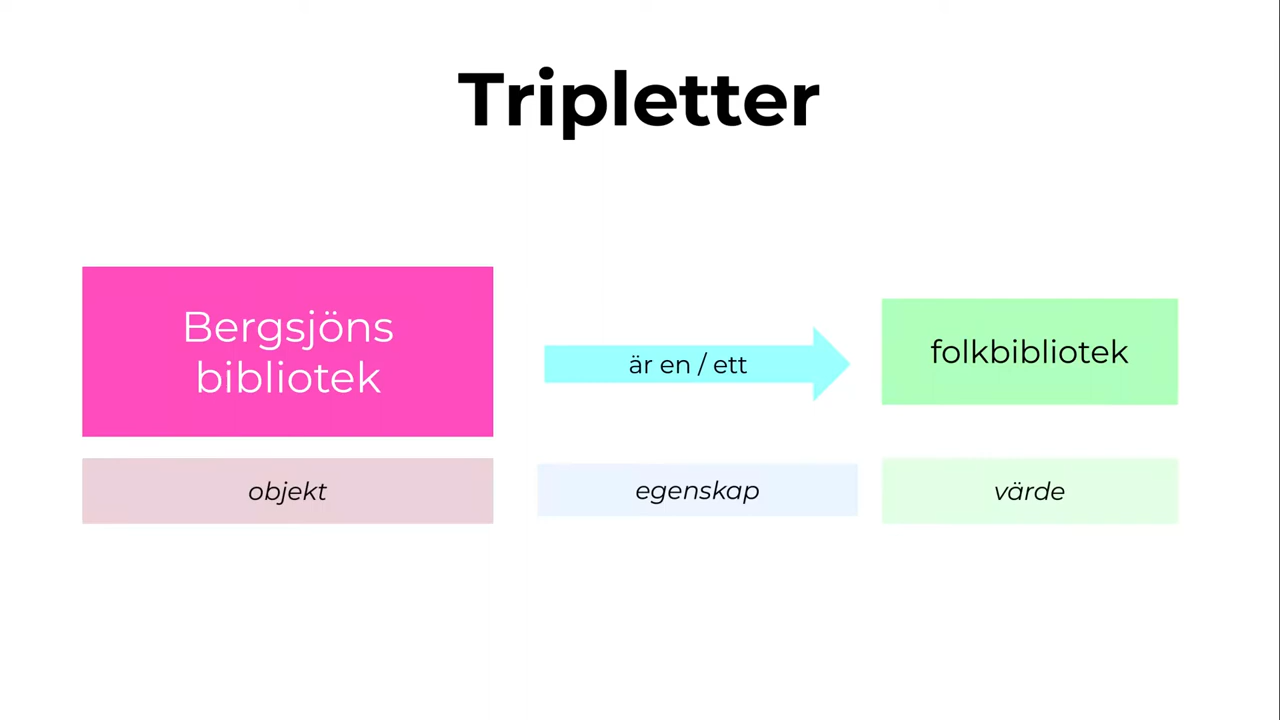 Tripletter
Bergsjöns
bibliotek
är en / ett
folkbibliotek
objekt
egenskap
värde